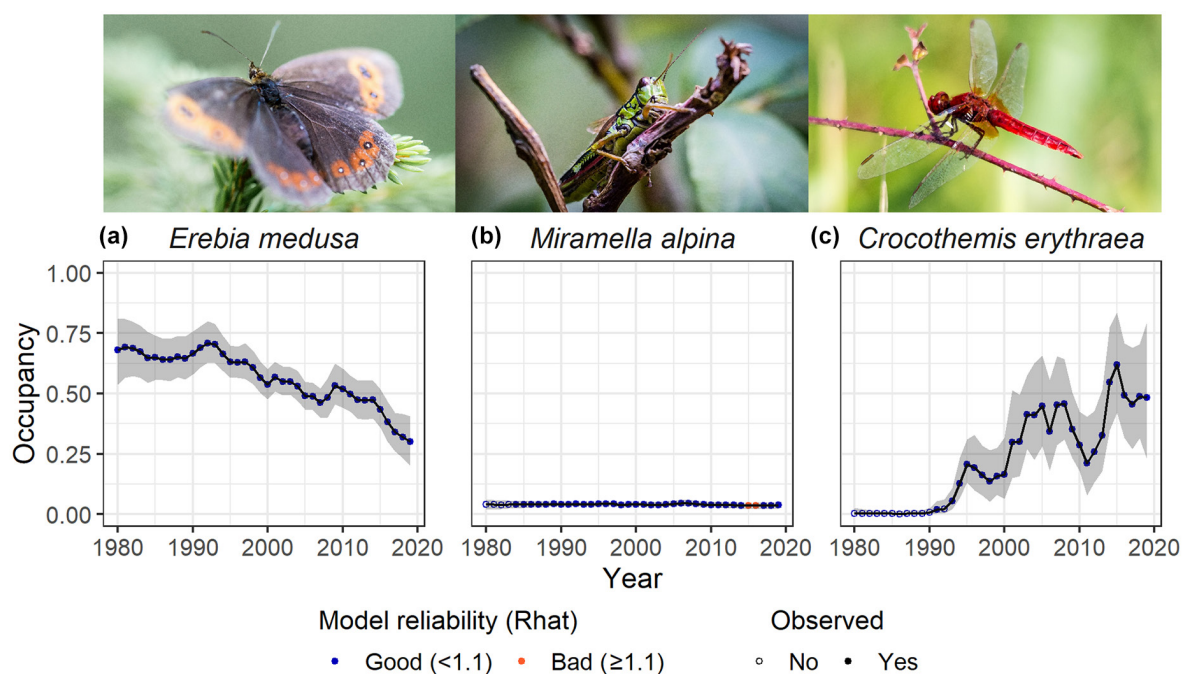 (a) Erebia medusa
(b) Miramella alpina
(c) Crocothemis erythraea
Occupancy
1.00
0.75
0.50
0.25
0.00
1980 1990 2000 2010 2020
1980 1990 2000 2010 2020
1980 1990 2000 2010 2020
Year
Model reliability (Rhat)
Good (<1.1) Bad (≥1.1)
Observed
No Yes